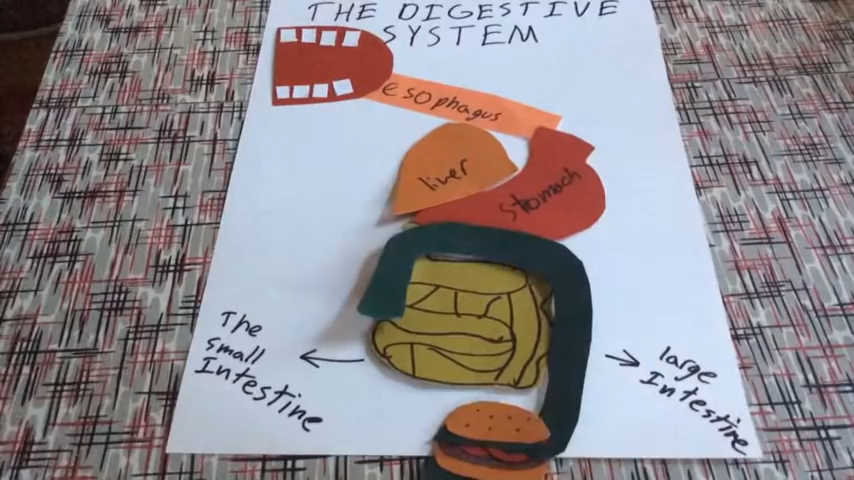 THE DIGESTIVE
SYSTEM
esophagus
liver
stomach
The
small
Intestine
large
Intestine